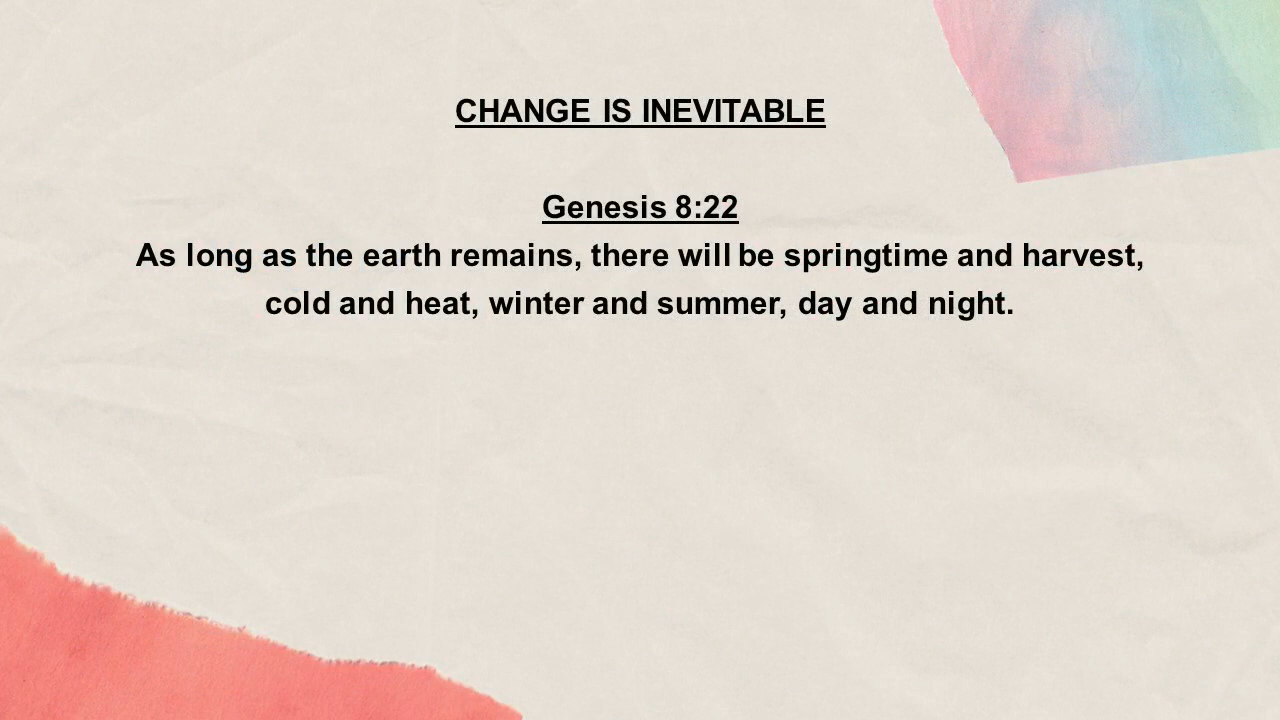 CHANGE IS INEVITABLE
Genesis 8:22
As long as the earth remains, there will be springtime and harvest,
cold and heat, winter and summer, day and night.